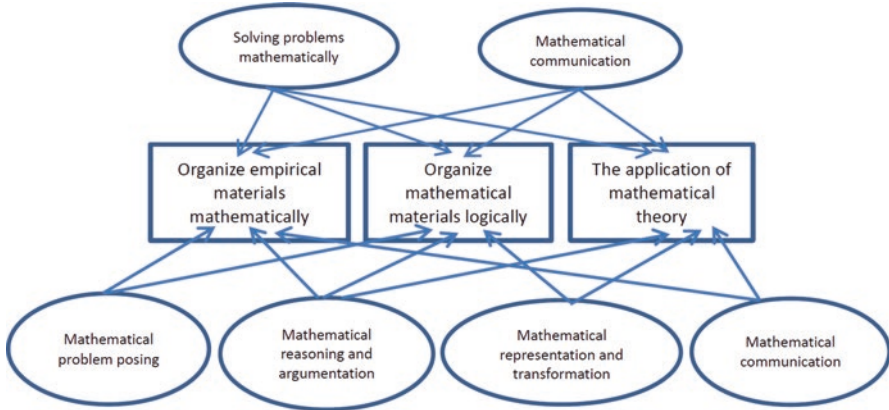 Solving problems
mathematically
Mathematical
communication
Organize empirical
materials
mathematically
Organize
mathematical
materials logically
The application of
mathematical
theory
Mathematical
problem posing
Mathematical
reasoning and
argumentation
Mathematical
representation and
transformation
Mathematical
communication